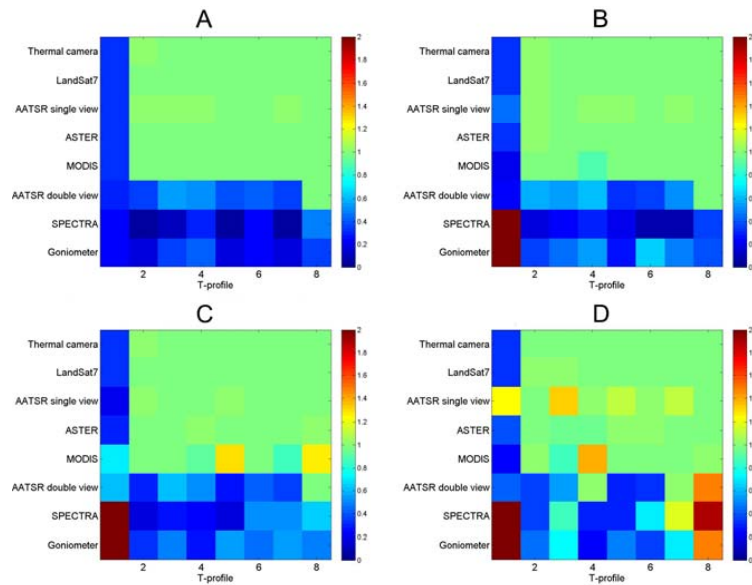 A
Thermal camera
LandSat7
AATSR single view
ASTER
MODIS
AATSR double view
SPECTRA
Goniometer
2 4 6 8
T-profile
2
1.8
1.6
1.4
1.2
1
0.8
0.6
0.4
0.2
0
B
Thermal camera
LandSat7
AATSR single view
ASTER
MODIS
AATSR double view
SPECTRA
Goniometer
2 4 6 8
T-profile
2
C
Thermal camera
LandSat7
AATSR single view
ASTER
MODIS
AATSR double view
SPECTRA
Goniometer
2 4 6 8
T-profile
2
1.8
1.6
1.4
1.2
1
0.8
0.6
0.4
0.2
0
D
Thermal camera
LandSat7
AATSR single view
ASTER
MODIS
AATSR double view
SPECTRA
Goniometer
2 4 6 8
T-profile
2